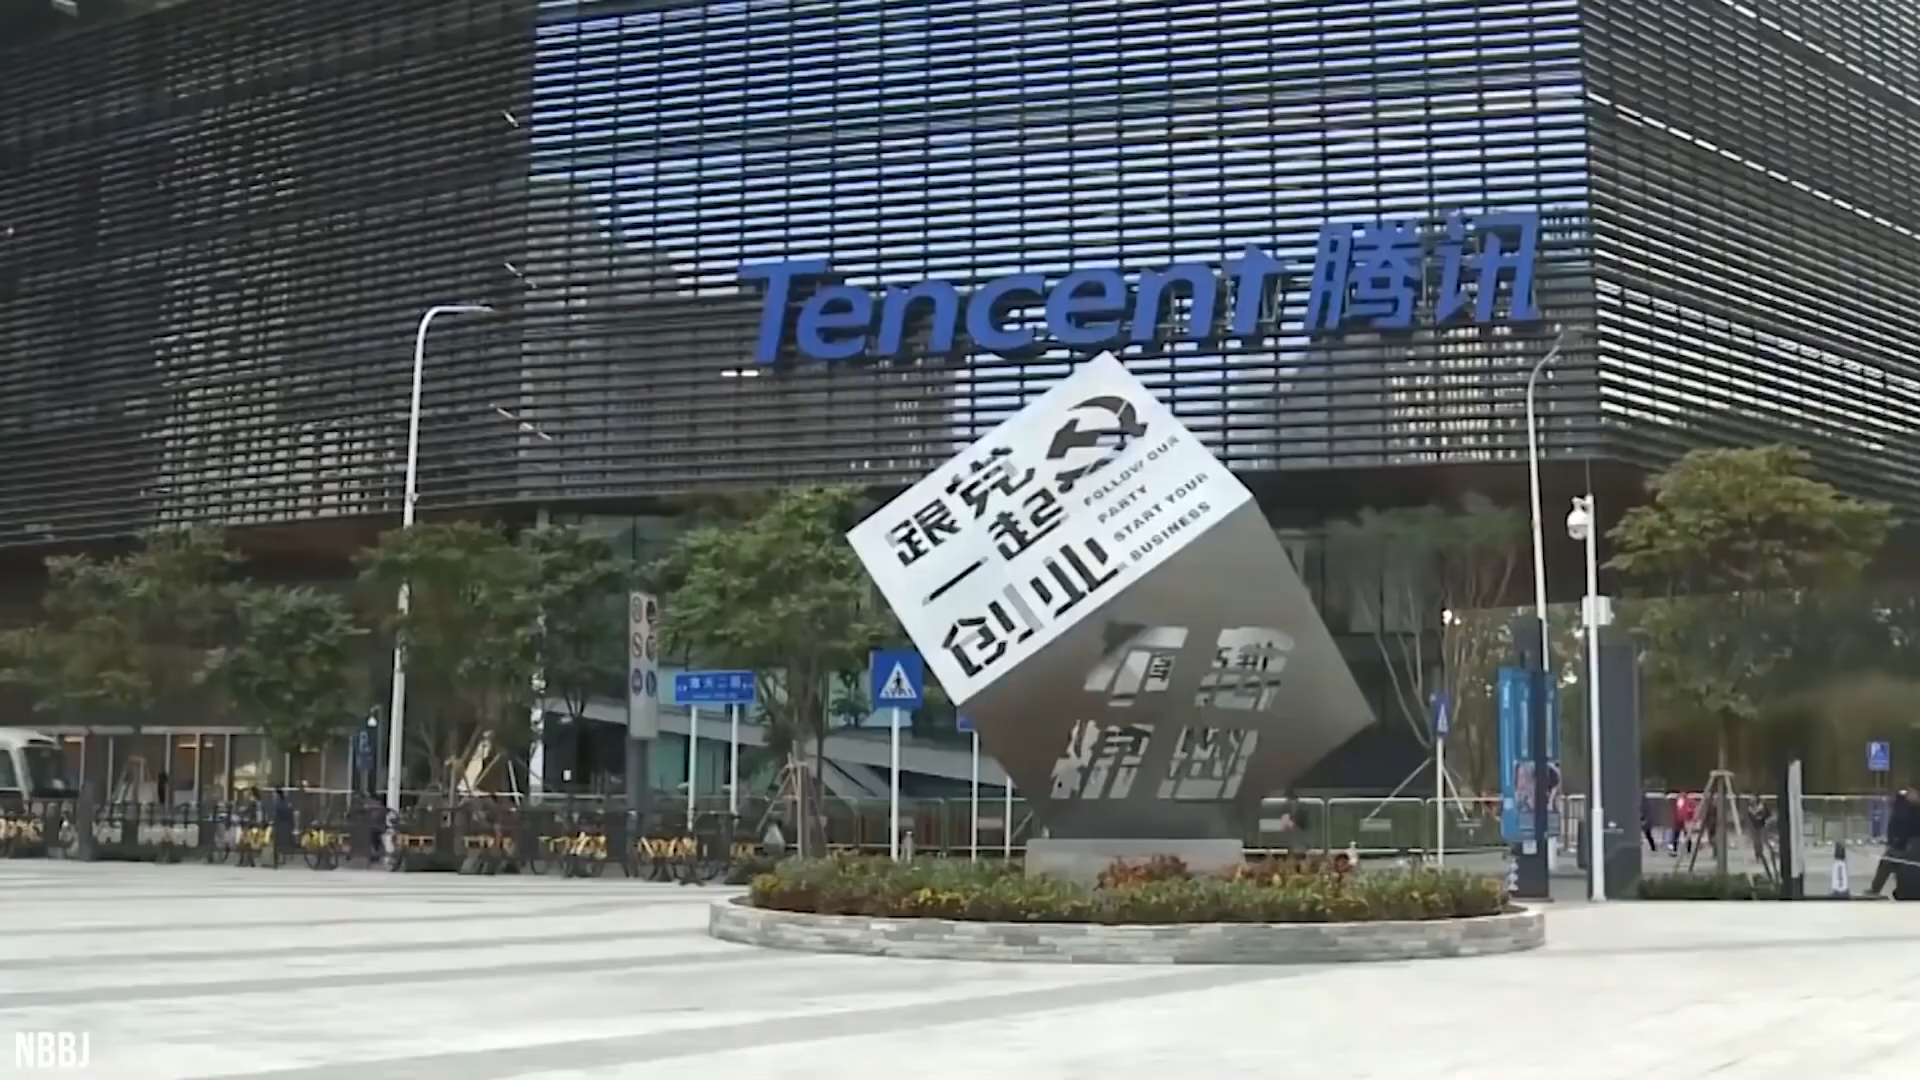 Tencent 腾讯
跟党
一起
创业
FOLLOW OUR
PARTY
START YOUR
BUSINESS
NBBJ